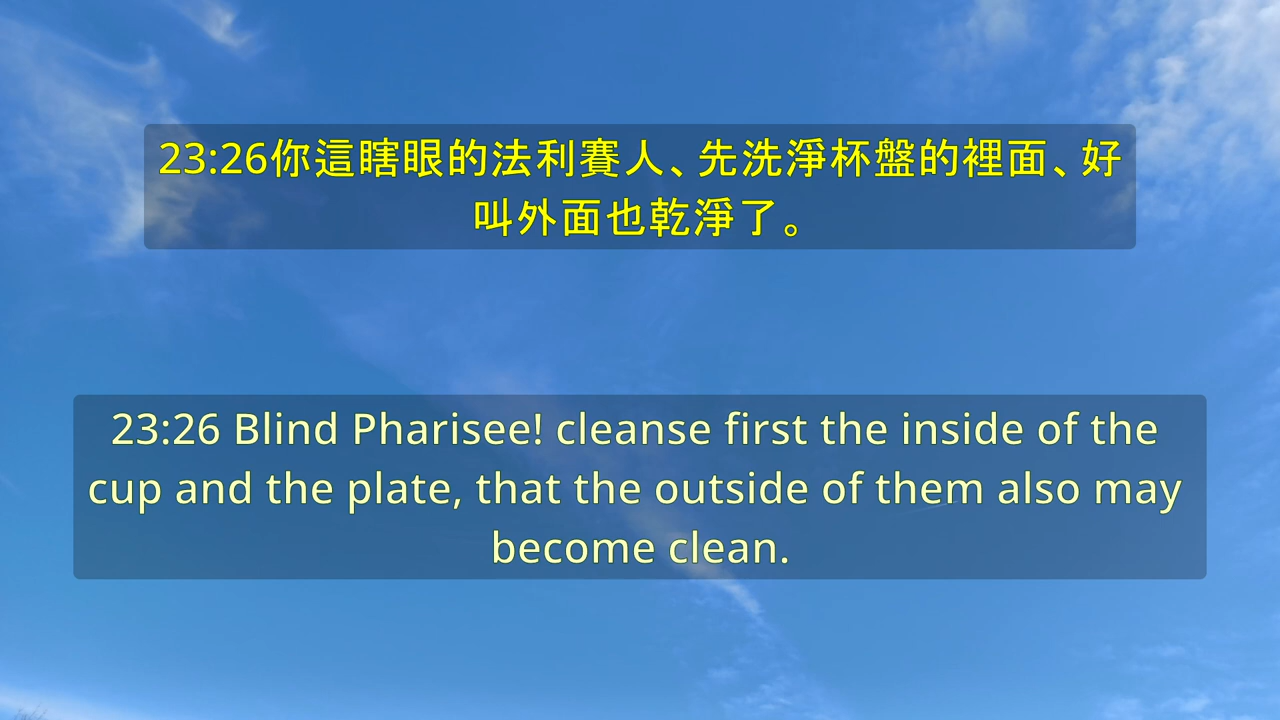 23:26你這瞎眼的法利賽人、先洗淨杯盤的裡面、好
叫外面也乾淨了。
23:26 Blind Pharisee! cleanse first the inside of the
cup and the plate, that the outside of them also may
become clean.